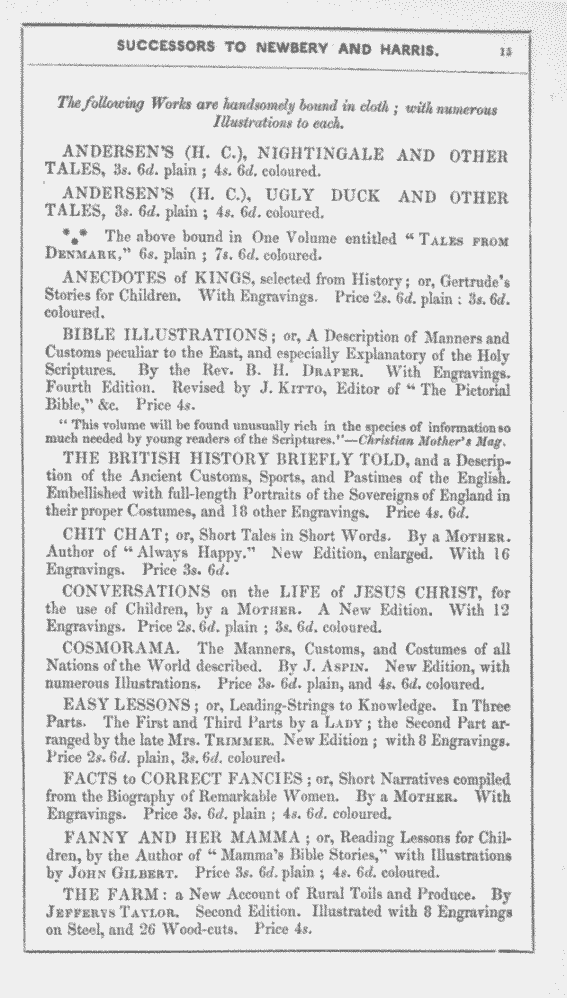 SUCCESSORS TO NEWBERY AND HARRIS. 15
The following Works are handsomely bound in cloth ; with numerous
Illustrations to each.
ANDERSEN'S (H. C.), NIGHTINGALE AND OTHER
TALES, 3s. 6d. plain ; 4s. 6d. coloured.
ANDERSEN'S (H. C.), UGLY DUCK AND OTHER
TALES, 3s. 6d. plain ; 4s. 6d. coloured.
*** The above bound in One Volume entitled “ TALES FROM
DENMARK,” 6s. plain ; 7s. 6d. coloured.
ANECDOTES of KINGS, selected from History ; or, Gertrude's
Stories for Children. With Engravings. Price 2s. 6d. plain : 3s. 6d.
coloured.
BIBLE ILLUSTRATIONS ; or, A Description of Manners and
Customs peculiar to the East, and especially Explanatory of the Holy
Scriptures. By the Rev. B. H. DRAPER. With Engravings.
Fourth Edition. Revised by J. KITTO, Editor of “ The Pictorial
Bible,” &c. Price 4s.
“ This volume will be found unusually rich in the species of information so
much needed by young readers of the Scriptures.”—Christian Mother's Mag.
THE BRITISH HISTORY BRIEFLY TOLD, and a Descrip-
tion of the Ancient Customs, Sports, and Pastimes of the English.
Embellished with full-length Portraits of the Sovereigns of England in
their proper Costumes, and 18 other Engravings. Price 4s. 6d.
CHIT CHAT ; or, Short Tales in Short Words. By a MOTHER.
Author of “ Always Happy.” New Edition, enlarged. With 16
Engravings. Price 3s. 6d.
CONVERSATIONS on the LIFE of JESUS CHRIST, for
the use of Children, by a MOTHER. A New Edition. With 12
Engravings. Price 2s. 6d. plain ; 3s. 6d. coloured.
COSMORAMA. The Manners, Customs, and Costumes of all
Nations of the World described. By J. ASPIN. New Edition, with
numerous Illustrations. Price 3s. 6d. plain, and 4s. 6d. coloured.
EASY LESSONS ; or, Leading-Strings to Knowledge. In Three
Parts. The First and Third Parts by a LADY ; the Second Part ar-
ranged by the late Mrs. TRIMMER. New Edition ; with 8 Engravings.
Price 2s. 6d. plain, 3s. 6d. coloured.
FACTS to CORRECT FANCIES ; or, Short Narratives compiled
from the Biography of Remarkable Women. By a MOTHER. With
Engravings. Price 3s. 6d. plain ; 4s. 6d. coloured.
FANNY AND HER MAMMA ; or, Reading Lessons for Chil-
dren, by the Author of “ Mamma's Bible Stories,” with Illustrations
by JOHN GILBERT. Price 3s. 6d. plain ; 4s. 6d. coloured.
THE FARM : a New Account of Rural Toils and Produce. By
JEFFERYS TAYLOR. Second Edition. Illustrated with 8 Engravings
on Steel, and 26 Wood-cuts. Price 4s.